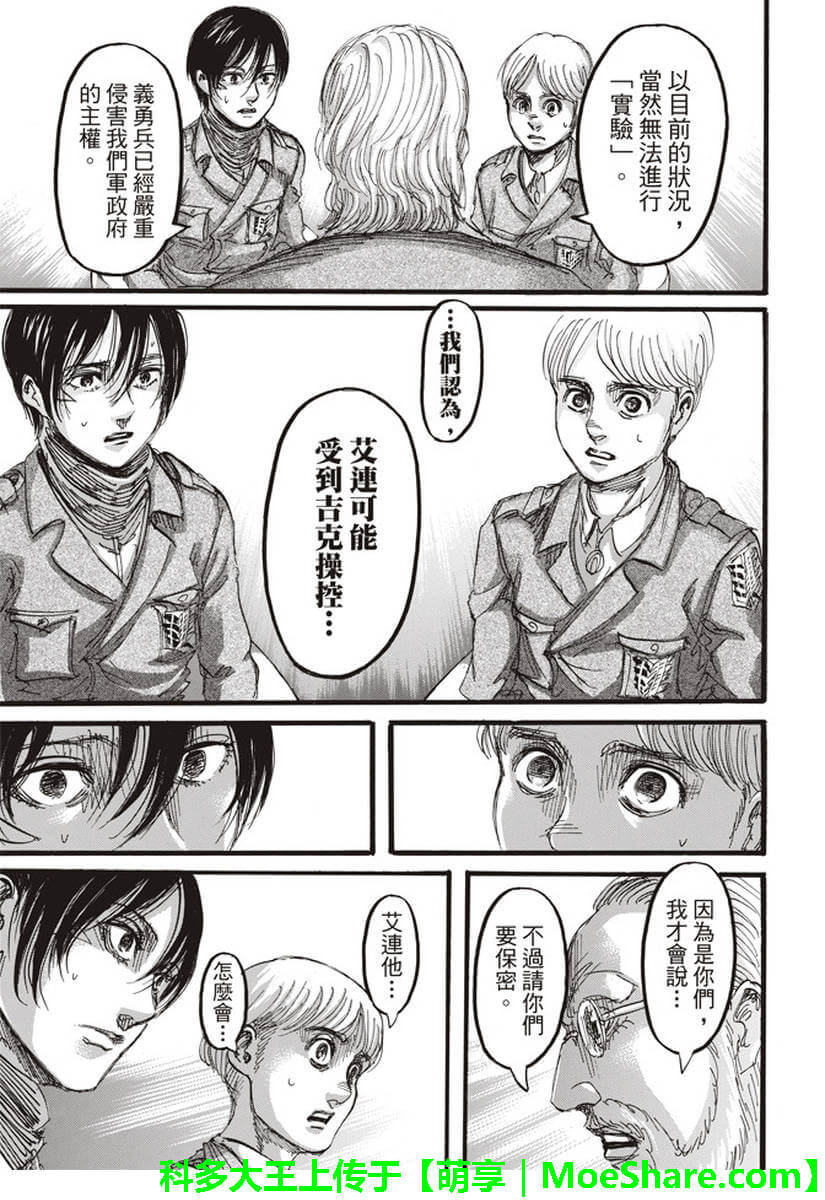 以目前的狀況，
當然無法進行
「實驗」。
義勇兵已經嚴重
侵害我們軍政府
的主權。
…我們認為，
艾連可能
受到吉克操控…
因為是你們，
我才會說…
不過請你們
要保密。
艾連他…
怎麼會…
科多大王上传于【萌享】｜MoeShare.com】